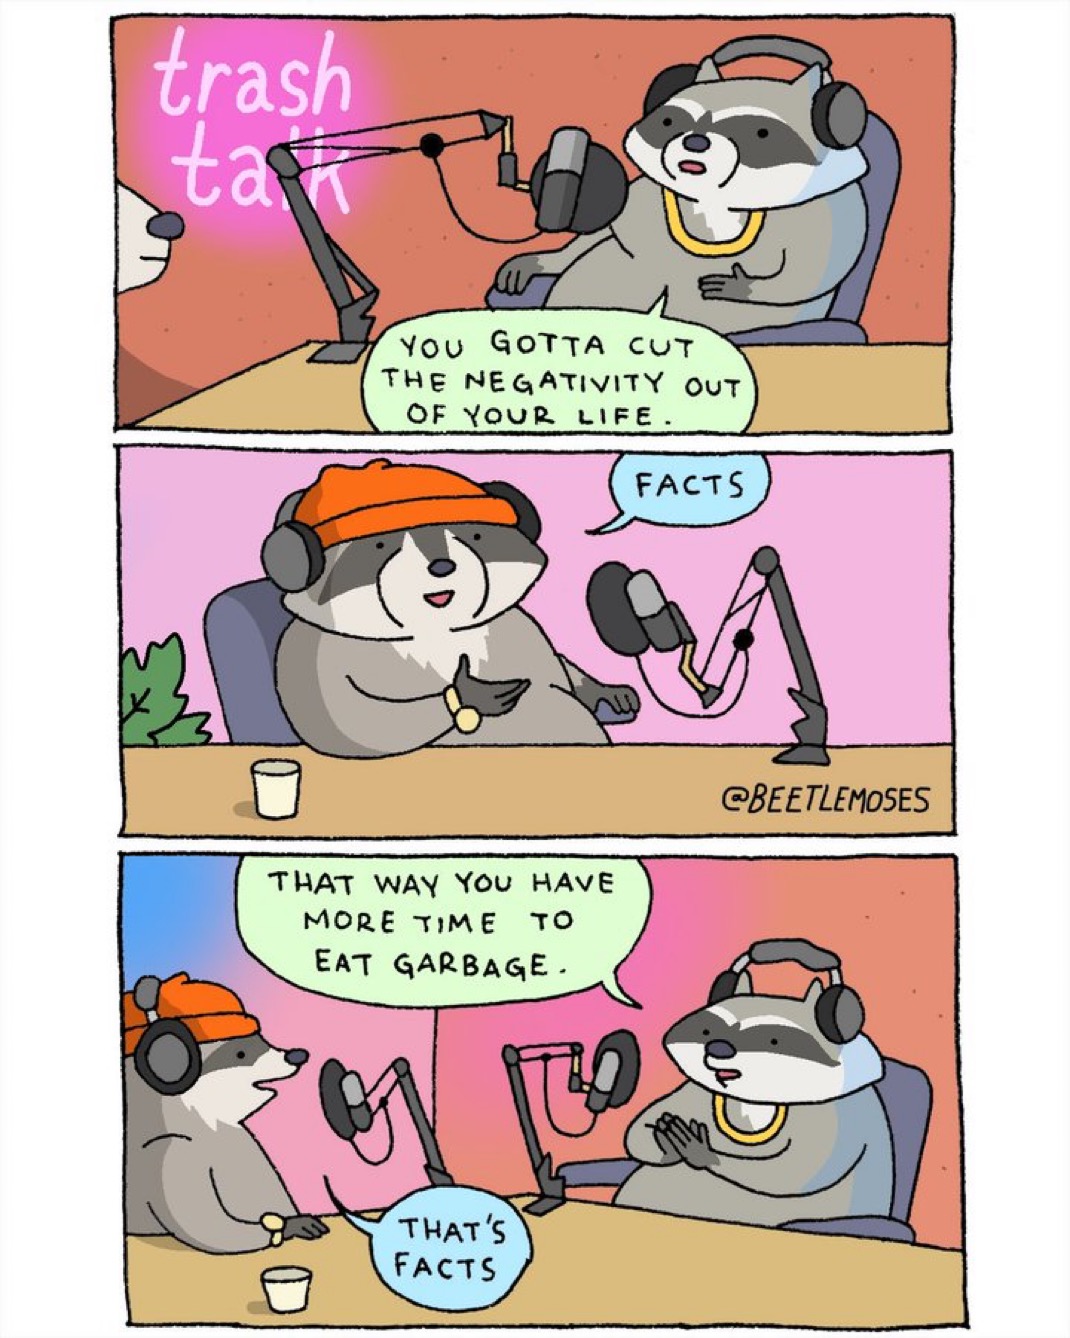 trash
talk
YOU GOTTA CUT
THE NEGATIVITY OUT
OF YOUR LIFE.
FACTS
@BEETLEMOSES
THAT WAY YOU HAVE
MORE TIME TO
EAT GARBAGE.
THAT'S
FACTS